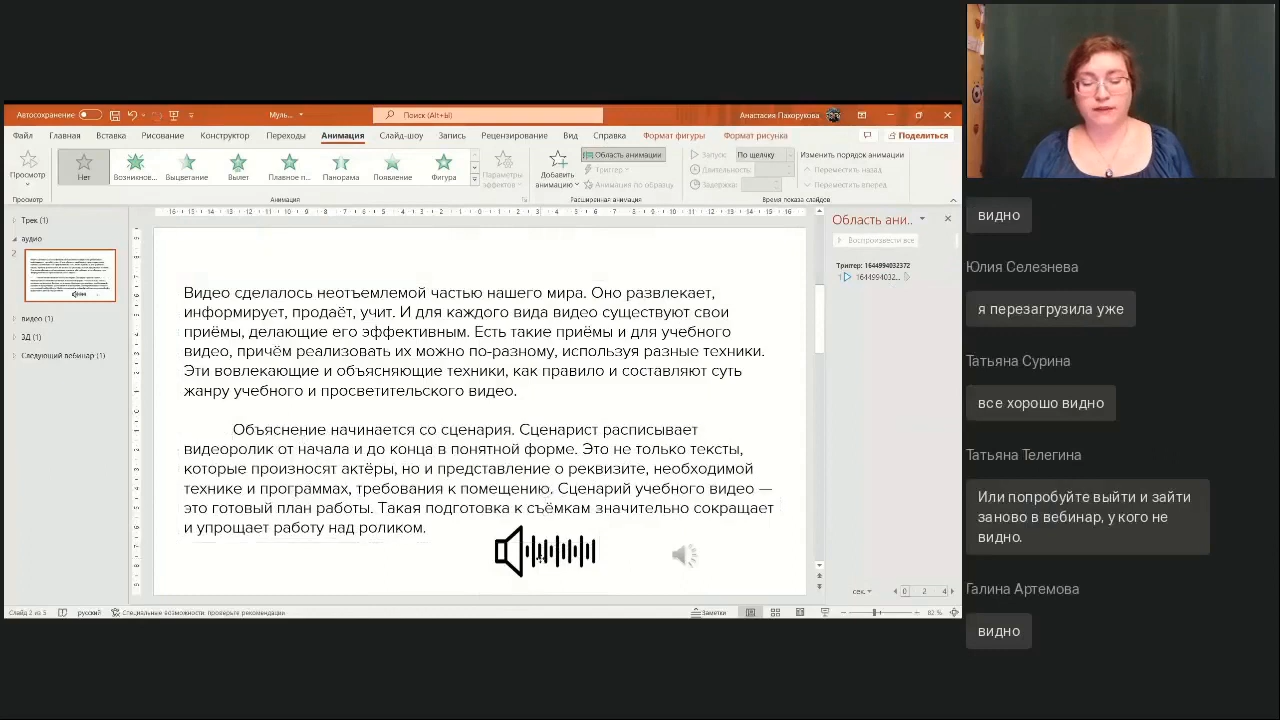 Автосохранение
Муль...
Поиск (Alt+Ы)
Анастасия Пахорукова
Файл
Главная
Вставка
Рисование
Конструктор
Переходы
Анимация
Слайд-шоу
Запись
Рецензирование
Вид
Справка
Формат фигуры
Формат рисунка
Поделиться
Просмотр
Нет
Возникнове...
Выцветание
Вылет
Плавное п...
Панорама
Появление
Фигура
Параметры эффектов
Добавить анимацию
Область анимации
Триггер
Анимация по образцу
Запуск:
По щелчку
Длительность:
Задержка:
Изменить порядок анимации
Переместить назад
Переместить вперед
Просмотр
Анимация
Расширенная анимация
Время показа слайдов
Трек (1)
аудио
2
видео (1)
3Д (1)
Следующий вебинар (1)
Видео сделалось неотъемлемой частью нашего мира. Оно развлекает,
информирует, продаёт, учит. И для каждого вида видео существуют свои
приёмы, делающие его эффективным. Есть такие приёмы и для учебного
видео, причём реализовать их можно по-разному, используя разные техники.
Эти вовлекающие и объясняющие техники, как правило и составляют суть
жанру учебного и просветительского видео.
Объяснение начинается со сценария. Сценарист расписывает
видеоролик от начала и до конца в понятной форме. Это не только тексты,
которые произносят актёры, но и представление о реквизите, необходимой
технике и программах, требования к помещению. Сценарий учебного видео —
это готовый план работы. Такая подготовка к съёмкам значительно сокращает
и упрощает работу над роликом.
Область ани...
Воспроизвести все
Триггер: 1644994032372
1644994032...
сек.
0 2 4
Слайд 2 из 5
русский
Специальные возможности: проверьте рекомендации
Заметки
82 %
видно
Юлия Селезнева
я перезагрузила уже
Татьяна Сурина
все хорошо видно
Татьяна Телегина
Или попробуйте выйти и зайти
заново в вебинар, у кого не
видно.
Галина Артемова
видно